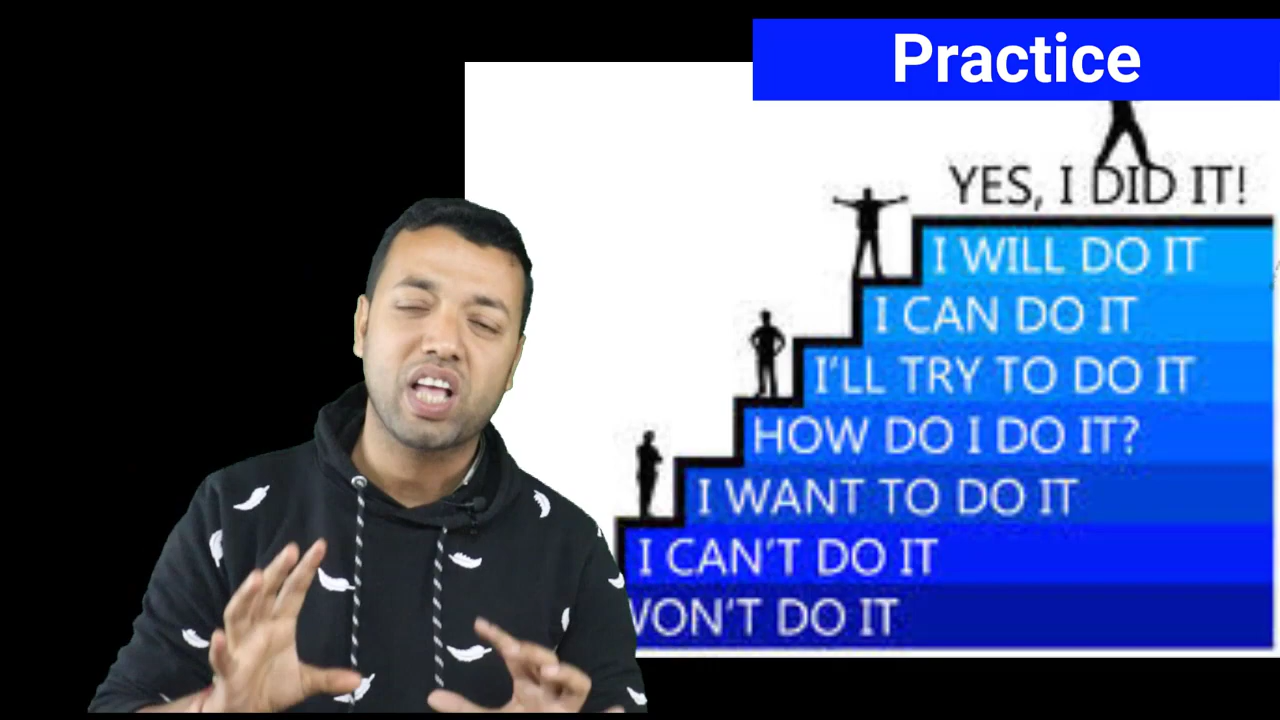 Practice
YES, I DID IT!
I WILL DO IT
I CAN DO IT
I'LL TRY TO DO IT
HOW DO I DO IT?
I WANT TO DO IT
I CAN'T DO IT
WON'T DO IT